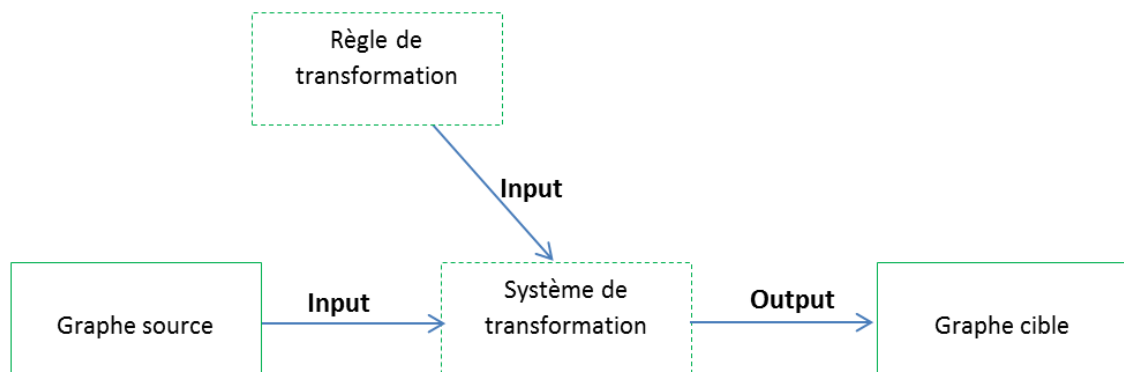 Règle de
transformation
Input
Système de
transformation
Input
Output
Graphe source
Graphe cible